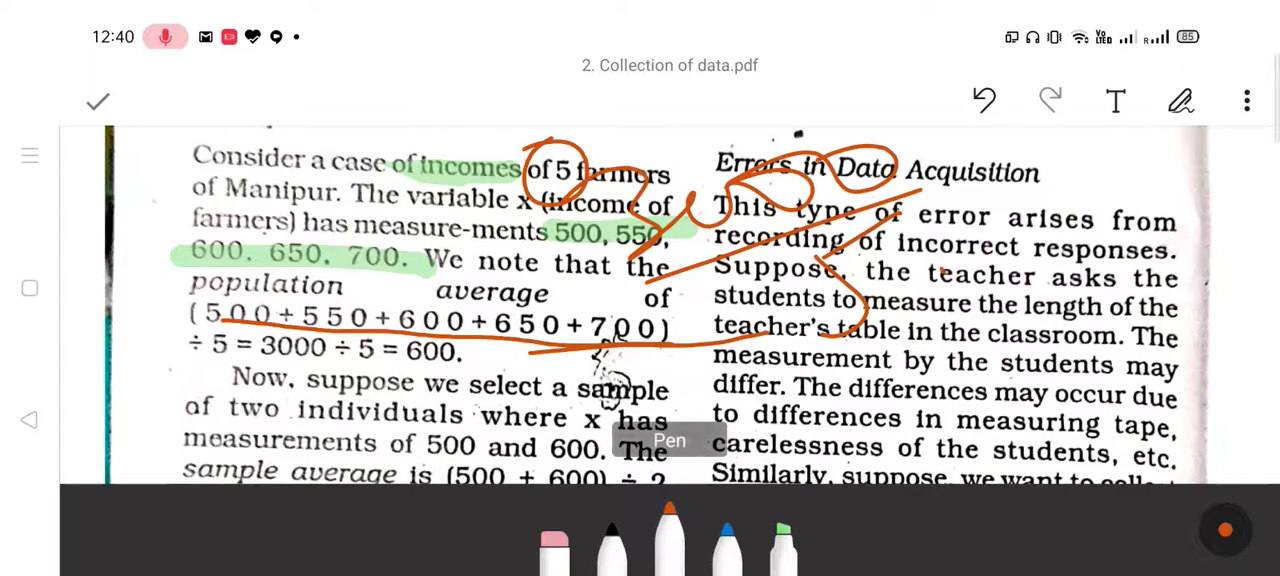 12:40
Vo
LTED
R
85
2. Collection of data.pdf
T
Consider a case of incomes of 5 farmers
of Manipur. The variable x (income of
farmers) has measure-ments 500, 550,
600, 650, 700. We note that the
population average of
(500+550+600+650+700)
÷ 5 = 3000 ÷ 5 = 600.
Now, suppose we select a sample
of two individuals where x has
measurements of 500 and 600. The
sample average is (500 + 600) ÷ 2
Errors in Data Acquisition
This type of error arises from
recording of incorrect responses.
Suppose, the teacher asks the
students to measure the length of the
teacher's table in the classroom. The
measurement by the students may
differ. The differences may occur due
to differences in measuring tape,
carelessness of the students, etc.
Similarly, suppose we want to
Pen